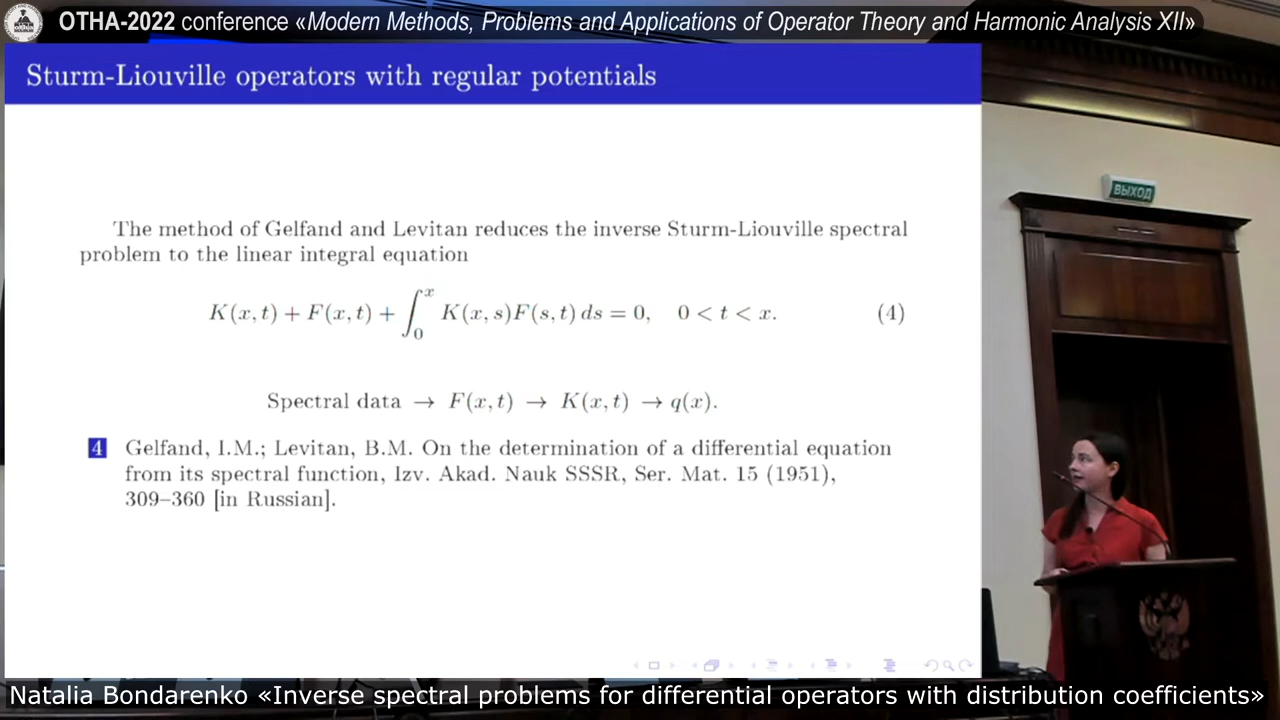 OTHA-2022 conference «Modern Methods, Problems and Applications of Operator Theory and Harmonic Analysis XII»
Sturm-Liouville operators with regular potentials
The method of Gelfand and Levitan reduces the inverse Sturm-Liouville spectral
problem to the linear integral equation
K(x, t) + F(x, t) + ∫₀ˣ K(x, s)F(s, t) ds = 0, 0 < t < x. (4)
Spectral data → F(x, t) → K(x, t) → q(x).
4 Gelfand, I.M.; Levitan, B.M. On the determination of a differential equation
from its spectral function, Izv. Akad. Nauk SSSR, Ser. Mat. 15 (1951),
309–360 [in Russian].
ВЫХОД
Natalia Bondarenko «Inverse spectral problems for differential operators with distribution coefficients»